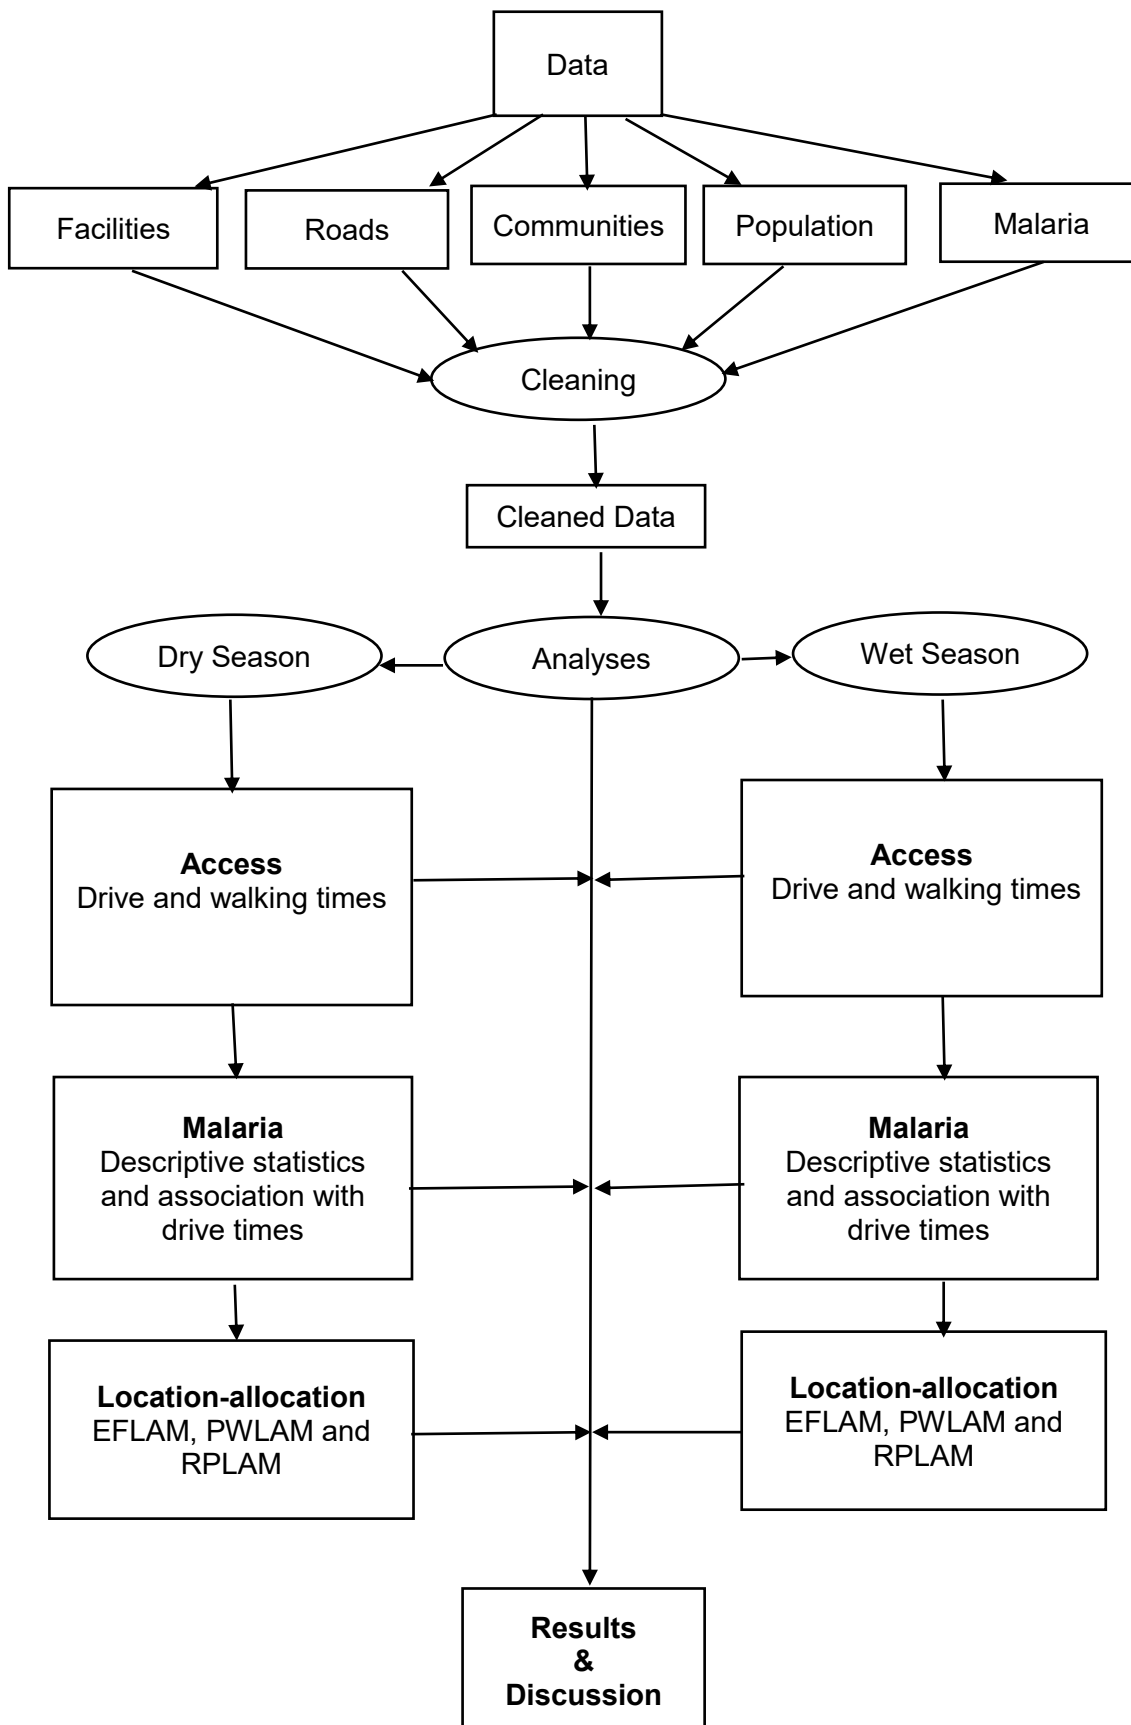 Data
Facilities
Roads
Communities
Population
Malaria
Cleaning
Cleaned Data
Dry Season
Analyses
Wet Season
Access
Drive and walking times
Access
Drive and walking times
Malaria
Descriptive statistics
and association with
drive times
Malaria
Descriptive statistics
and association with
drive times
Location-allocation
EFLAM, PWLAM and
RPLAM
Location-allocation
EFLAM, PWLAM and
RPLAM
Results
&
Discussion